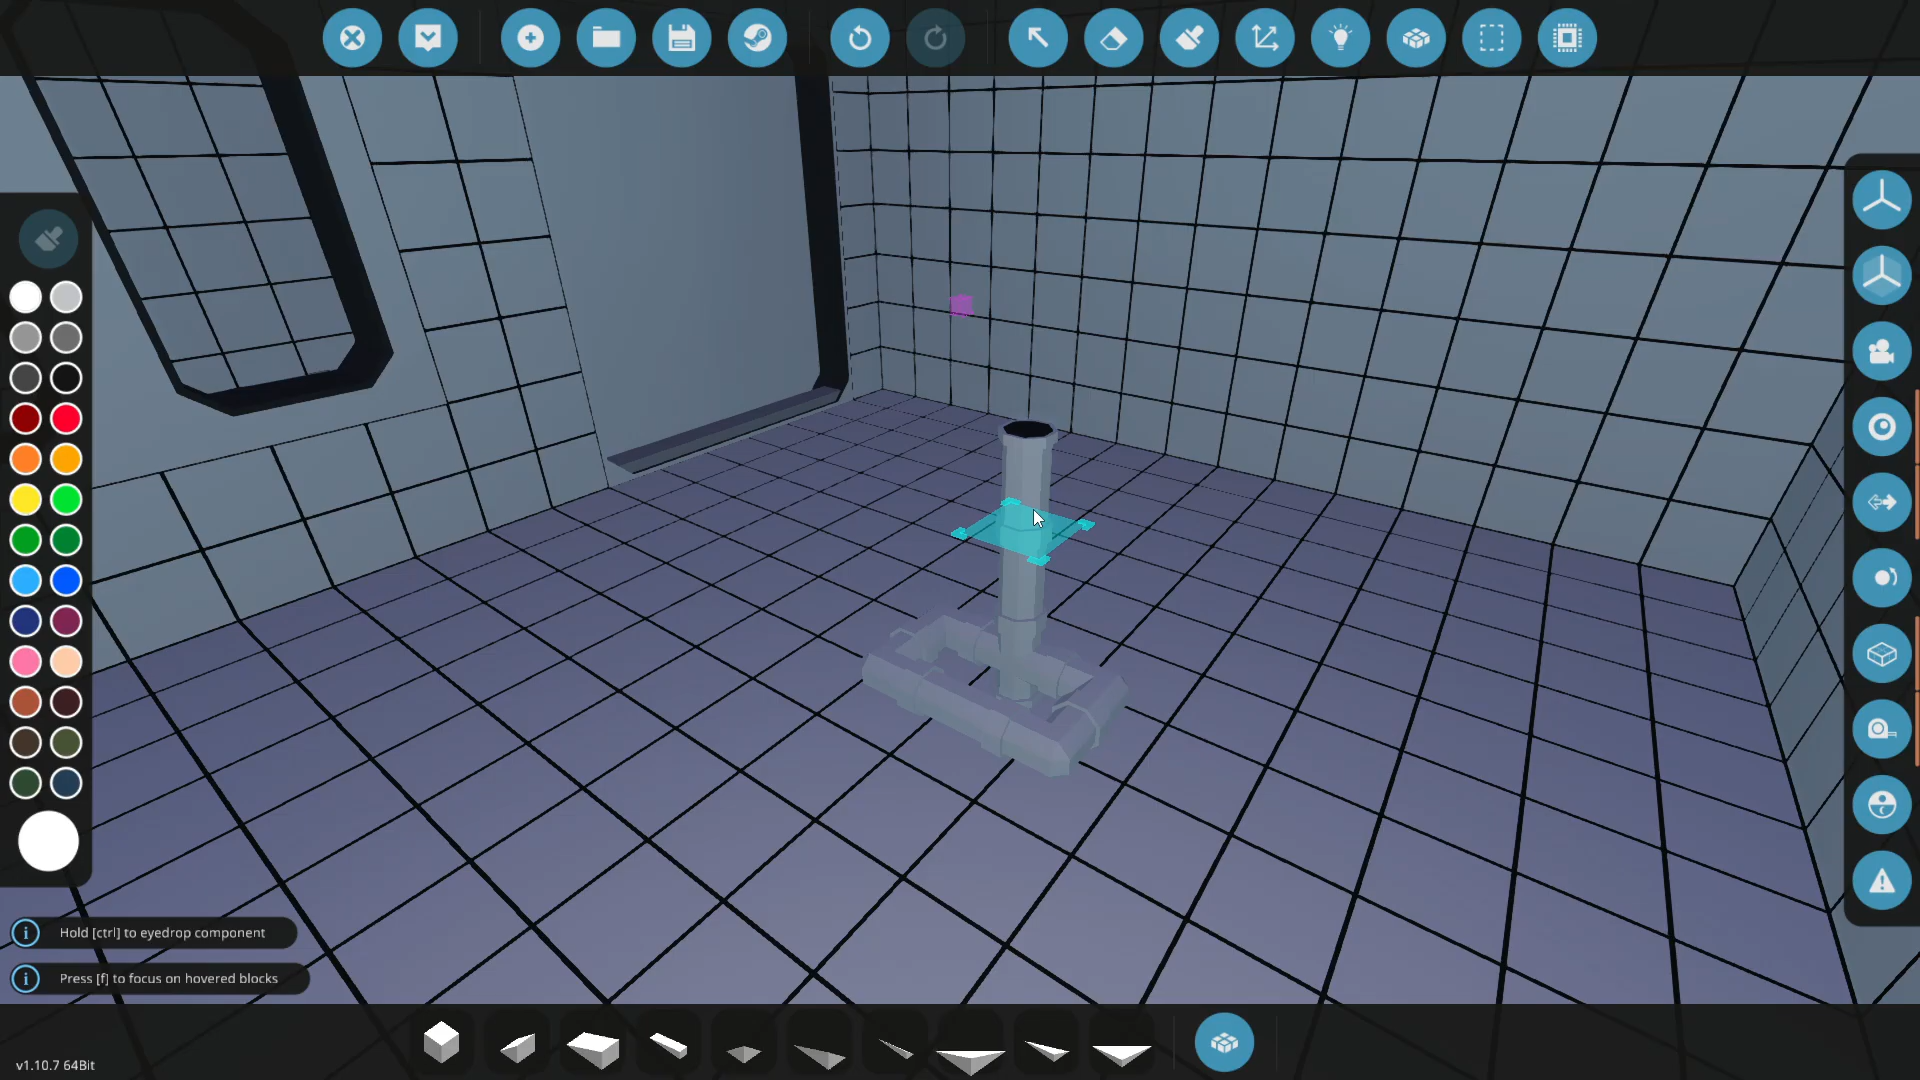 Hold [ctrl] to eyedrop component
Press [f] to focus on hovered blocks
v1.10.7 64Bit